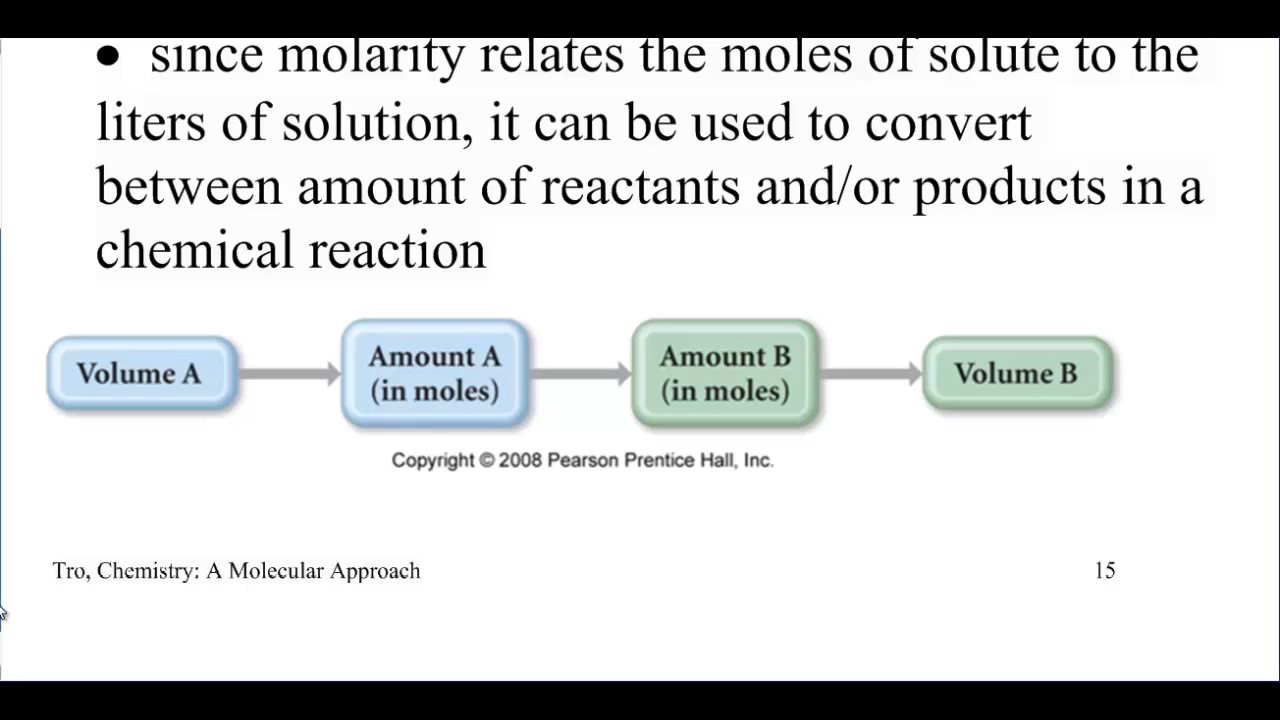 • since molarity relates the moles of solute to the
liters of solution, it can be used to convert
between amount of reactants and/or products in a
chemical reaction
Volume A
Amount A
(in moles)
Amount B
(in moles)
Volume B
Copyright © 2008 Pearson Prentice Hall, Inc.
Tro, Chemistry: A Molecular Approach
15